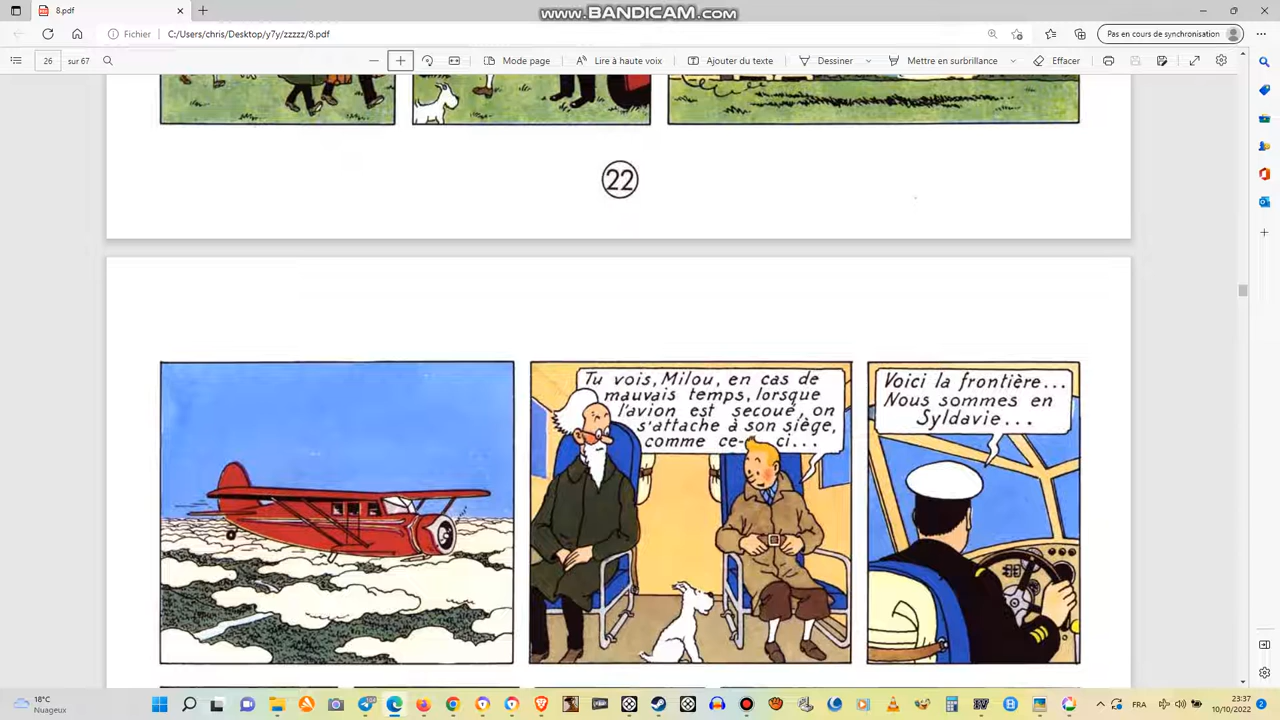 8.pdf
www.BANDICAM.com
Fichier
C:/Users/chris/Desktop/y7y/zzzzz/8.pdf
Pas en cours de synchronisation
26 sur 67
Mode page
Lire à haute voix
Ajouter du texte
Dessiner
Mettre en surbrillance
Effacer
22
Tu vois, Milou, en cas de
mauvais temps, lorsque
l'avion est secoué, on
s'attache à son siège,
comme ce- ci...
Voici la frontière...
Nous sommes en
Syldavie...
18°C
Nuageux
FRA
23:37
10/10/2022